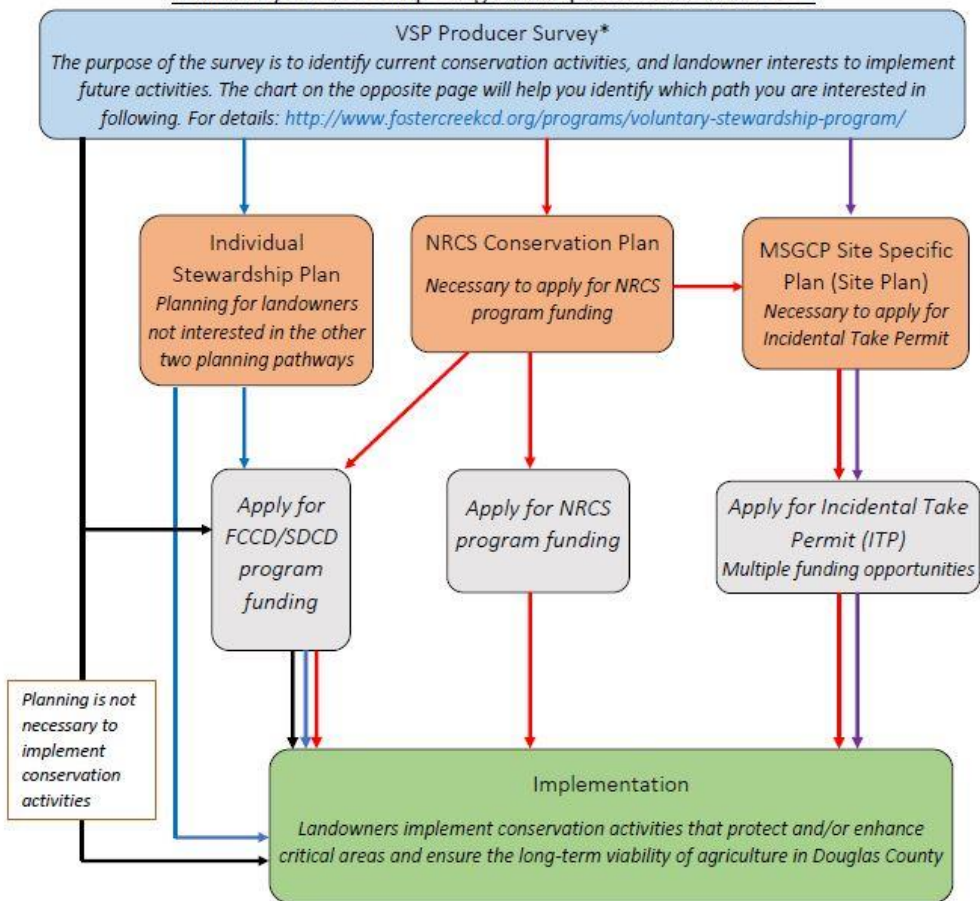 VSP Producer Survey*
The purpose of the survey is to identify current conservation activities, and landowner interests to implement
future activities. The chart on the opposite page will help you identify which path you are interested in
following. For details: http://www.fostercreekcd.org/programs/voluntary-stewardship-program/
Individual
Stewardship Plan
Planning for landowners
not interested in the other
two planning pathways
NRCS Conservation Plan
Necessary to apply for NRCS
program funding
MSGCP Site Specific
Plan (Site Plan)
Necessary to apply for
Incidental Take Permit
Apply for
FCCD/SDCD
program
funding
Apply for NRCS
program funding
Apply for Incidental Take
Permit (ITP)
Multiple funding opportunities
Planning is not
necessary to
implement
conservation
activities
Implementation
Landowners implement conservation activities that protect and/or enhance
critical areas and ensure the long-term viability of agriculture in Douglas County